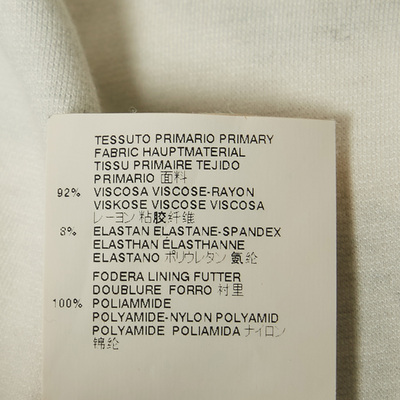 TESSUTO PRIMARIO PRIMARY
FABRIC HAUPTMATERIAL
TISSU PRIMAIRE TEJIDO
PRIMARIO 面料
92% VISCOSA VISCOSE-RAYON
VISKOSE VISCOSE VISCOSA
レーヨン 粘胶纤维
8% ELASTAN ELASTANE-SPANDEX
ELASTHAN ÉLASTHANNE
ELASTANO ポリウレタン 氨纶
FODERA LINING FUTTER
DOUBLURE FORRO 衬里
100% POLIAMMIDE
POLYAMIDE-NYLON POLYAMID
POLYAMIDE POLIAMIDA ナイロン
锦纶